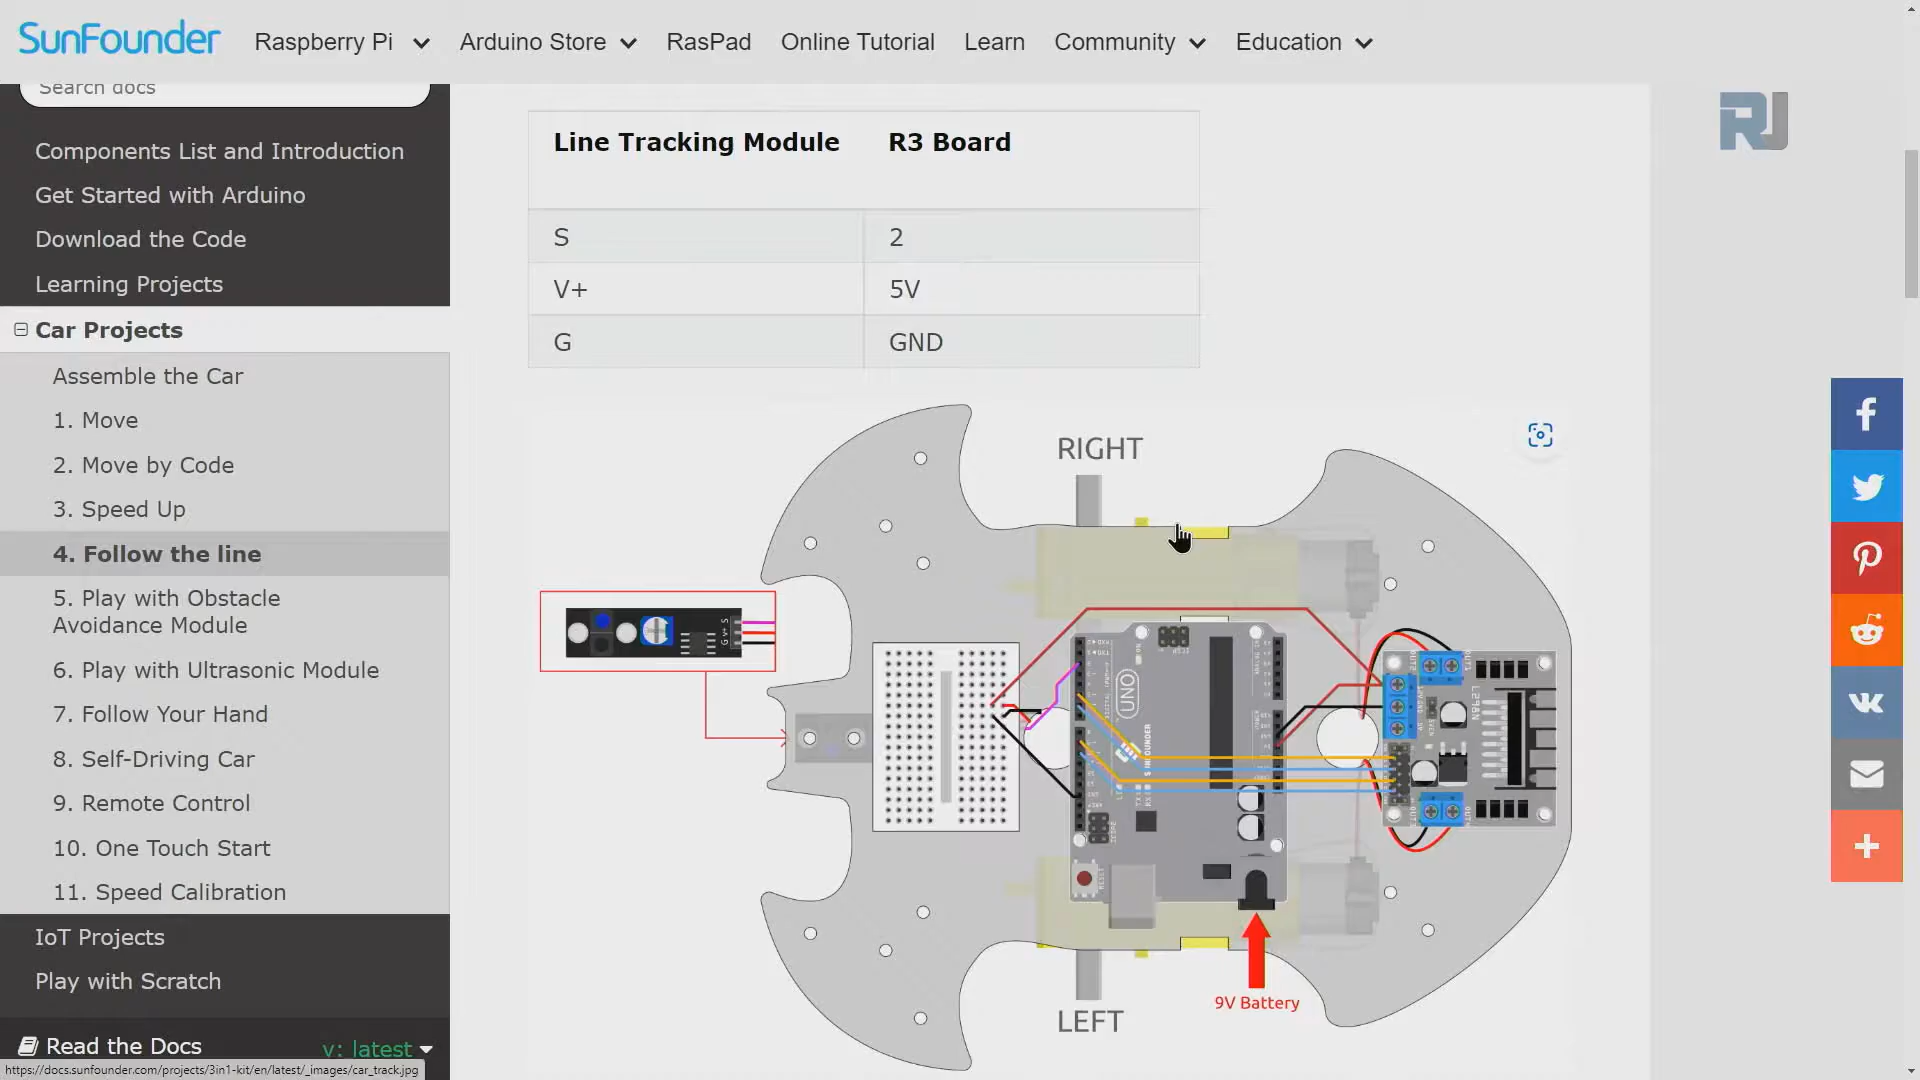 SunFounder
Raspberry Pi
Arduino Store
RasPad
Online Tutorial
Learn
Community
Education
Search docs
Components List and Introduction
Get Started with Arduino
Download the Code
Learning Projects
Car Projects
Assemble the Car
1. Move
2. Move by Code
3. Speed Up
4. Follow the line
5. Play with Obstacle
Avoidance Module
6. Play with Ultrasonic Module
7. Follow Your Hand
8. Self-Driving Car
9. Remote Control
10. One Touch Start
11. Speed Calibration
IoT Projects
Play with Scratch
Read the Docs
v: latest
https://docs.sunfounder.com/projects/3in1-kit/en/latest/_images/car_track.jpg
RJ
Line Tracking Module R3 Board
S 2
V+ 5V
G GND
RIGHT
G V+ S
UNO
SUNFOUNDER
RESET
L298N
9V Battery
LEFT